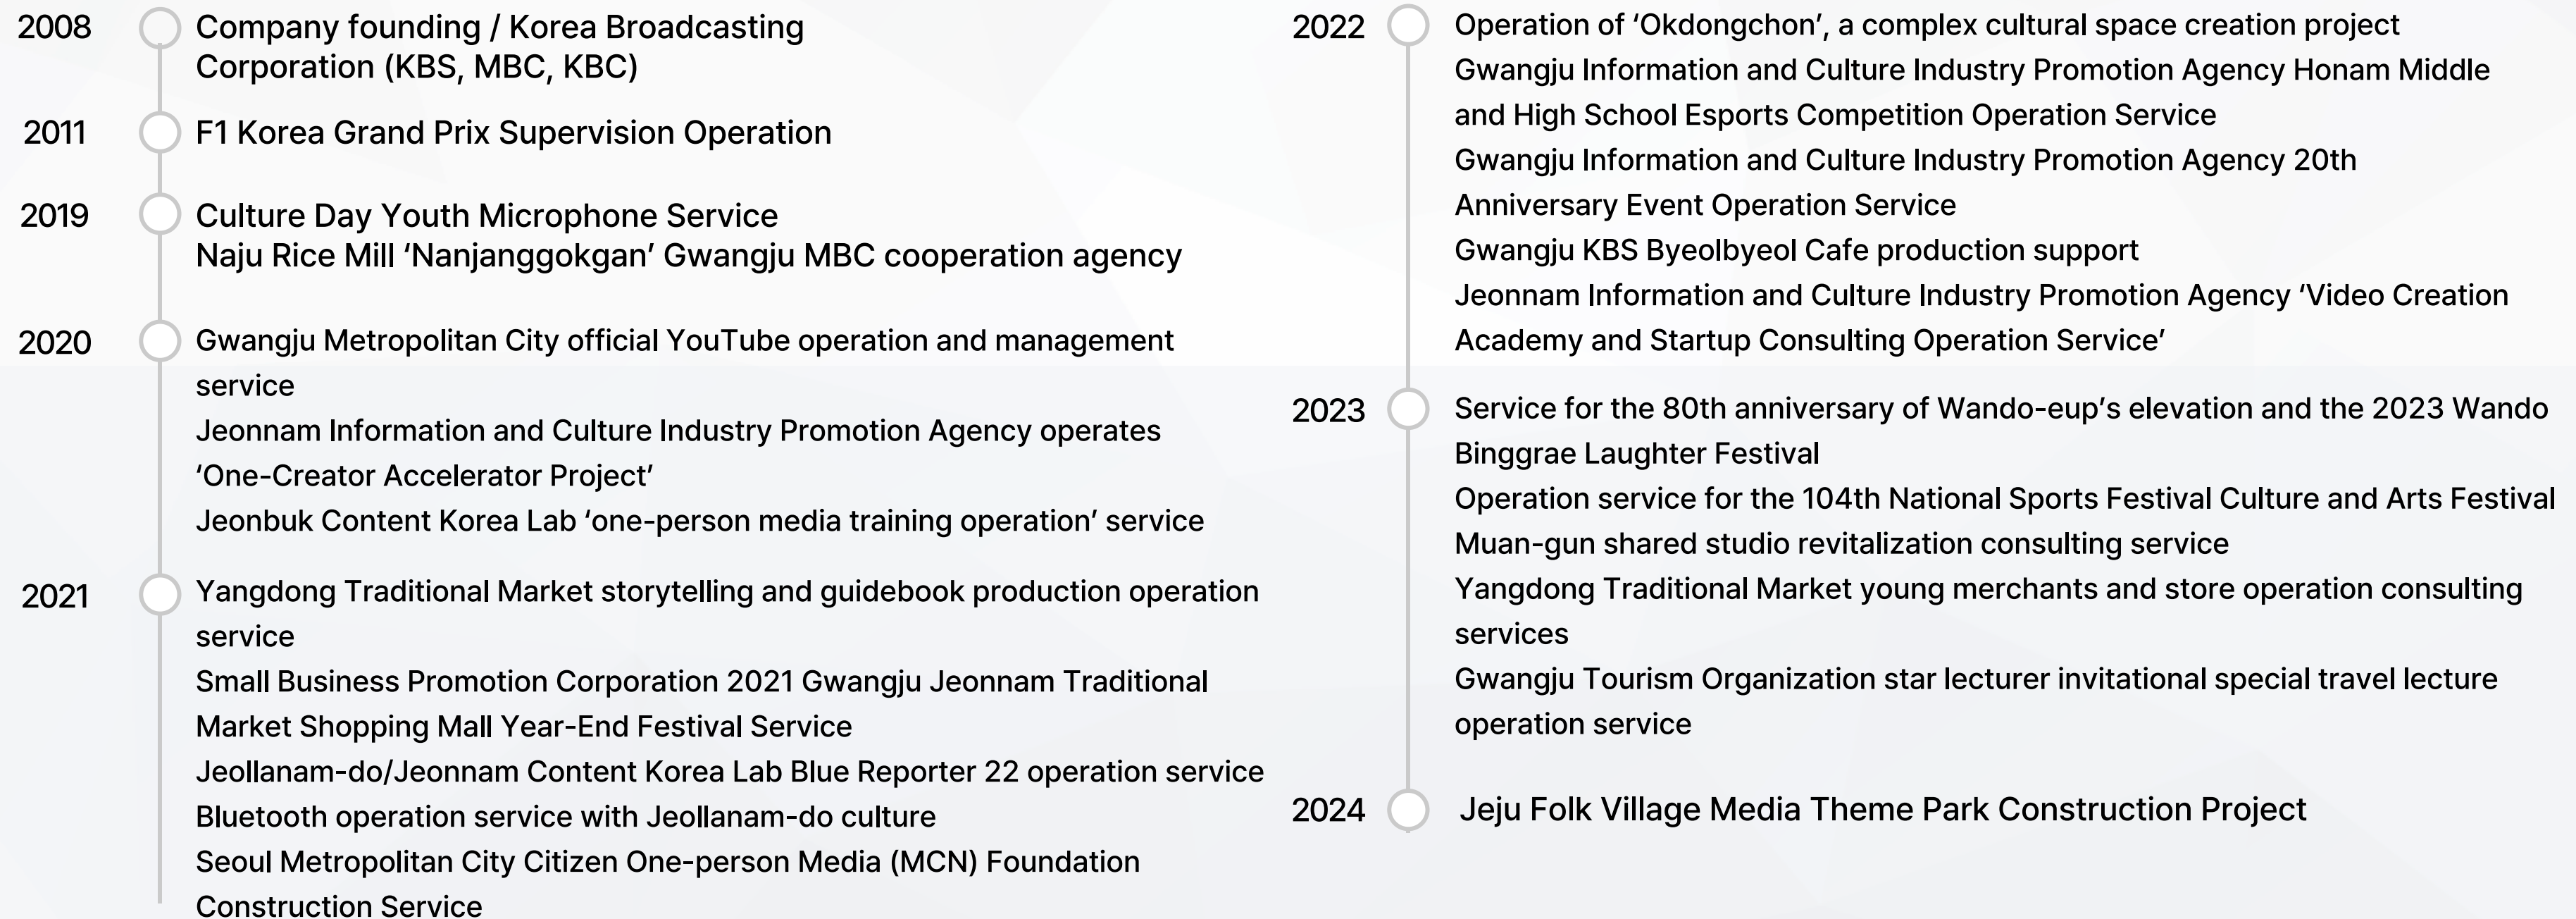 2008
Company founding / Korea Broadcasting
Corporation (KBS, MBC, KBC)
2011
F1 Korea Grand Prix Supervision Operation
2019
Culture Day Youth Microphone Service
Naju Rice Mill ‘Nanjanggokgan’ Gwangju MBC cooperation agency
2020
Gwangju Metropolitan City official YouTube operation and management
service
Jeonnam Information and Culture Industry Promotion Agency operates
‘One-Creator Accelerator Project’
Jeonbuk Content Korea Lab ‘one-person media training operation’ service
2021
Yangdong Traditional Market storytelling and guidebook production operation
service
Small Business Promotion Corporation 2021 Gwangju Jeonnam Traditional
Market Shopping Mall Year-End Festival Service
Jeollanam-do/Jeonnam Content Korea Lab Blue Reporter 22 operation service
Bluetooth operation service with Jeollanam-do culture
Seoul Metropolitan City Citizen One-person Media (MCN) Foundation
Construction Service
2022
Operation of ‘Okdongchon’, a complex cultural space creation project
Gwangju Information and Culture Industry Promotion Agency Honam Middle
and High School Esports Competition Operation Service
Gwangju Information and Culture Industry Promotion Agency 20th
Anniversary Event Operation Service
Gwangju KBS Byeolbyeol Cafe production support
Jeonnam Information and Culture Industry Promotion Agency ‘Video Creation
Academy and Startup Consulting Operation Service’
2023
Service for the 80th anniversary of Wando-eup’s elevation and the 2023 Wando
Binggrae Laughter Festival
Operation service for the 104th National Sports Festival Culture and Arts Festival
Muan-gun shared studio revitalization consulting service
Yangdong Traditional Market young merchants and store operation consulting
services
Gwangju Tourism Organization star lecturer invitational special travel lecture
operation service
2024
Jeju Folk Village Media Theme Park Construction Project